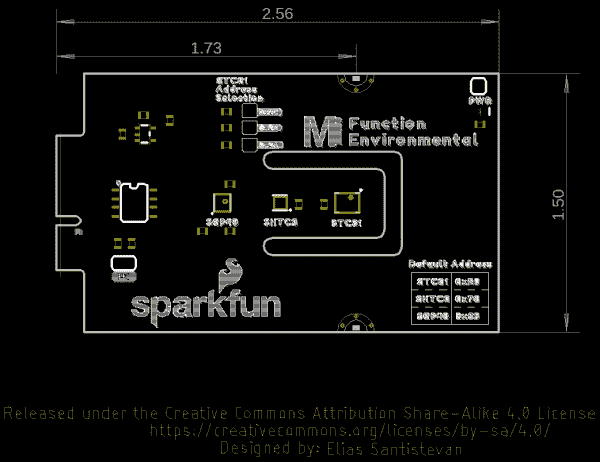 2.56
1.73
STC31
Address
Selection
PWR
Function
Environmental
1.50
SGP40
SHTC3
STC31
Default Address
STC31
SHTC3 0x70
SGP40
sparkfun
Released under the Creative Commons Attribution Share-Alike 4.0 License
https://creativecommons.org/licenses/by-sa/4.0/
Designed by: Elias Santistevan